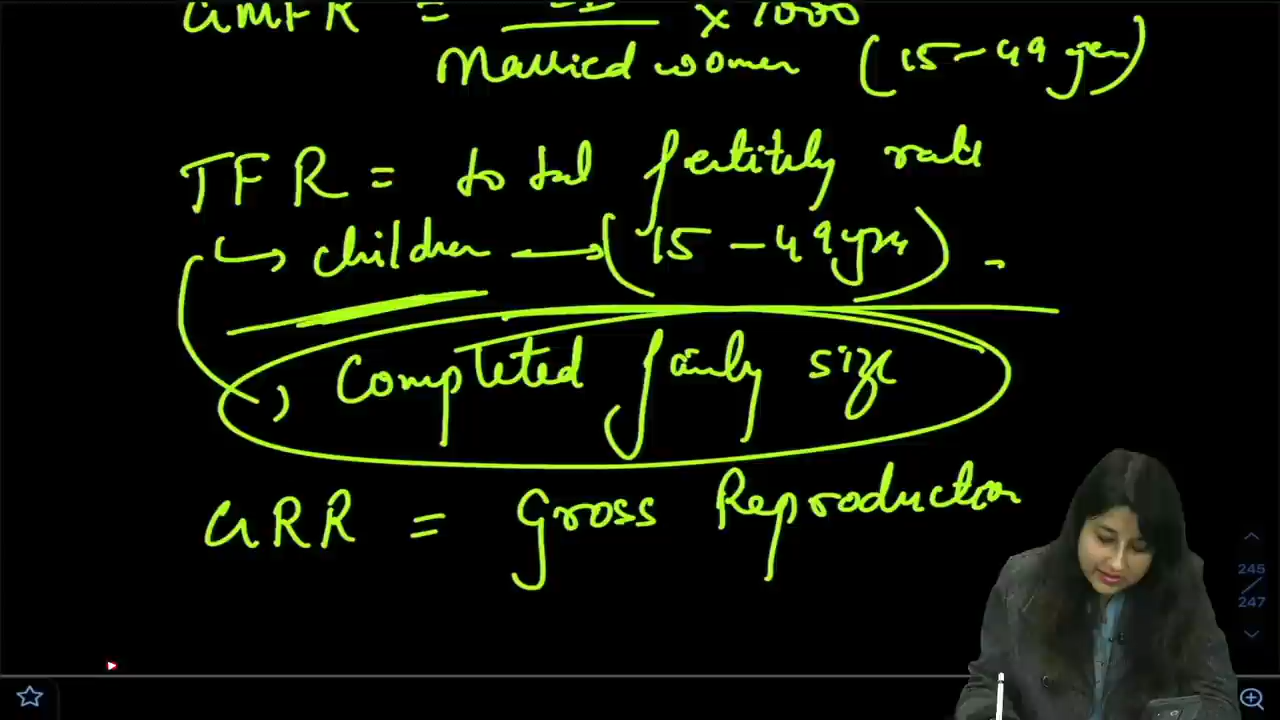 GMFR = × 1000
Married women (15-49 year)
TFR = total fertility rate
↳ children → (15-49 yrs)
Completed family size
GRR = Gross Reproduction
245
/
247